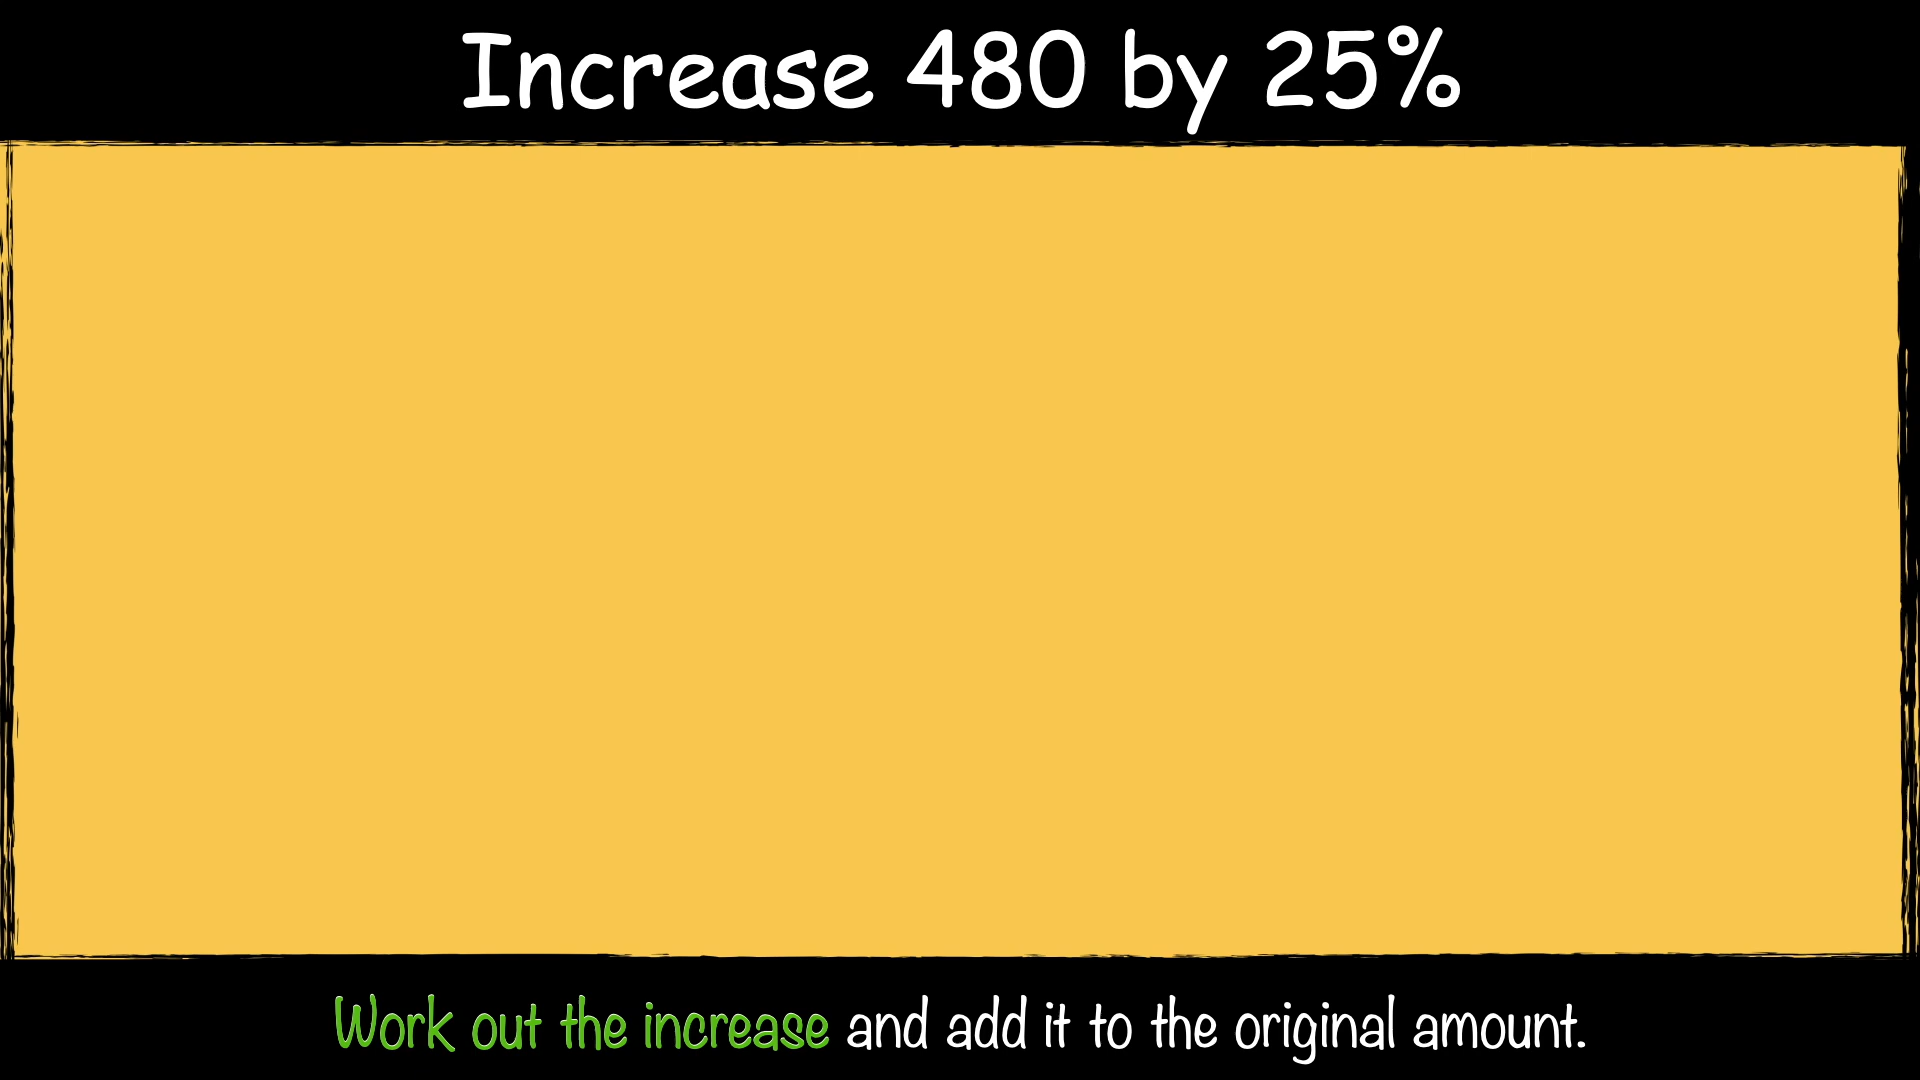 Increase 480 by 25%
Work out the increase and add it to the original amount.